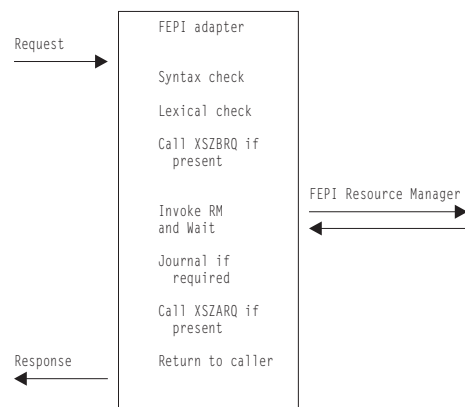 FEPI adapter
Request
Syntax check
Lexical check
Call XSZBRQ if
present
FEPI Resource Manager
Invoke RM
and Wait
Journal if
required
Call XSZARQ if
present
Response
Return to caller